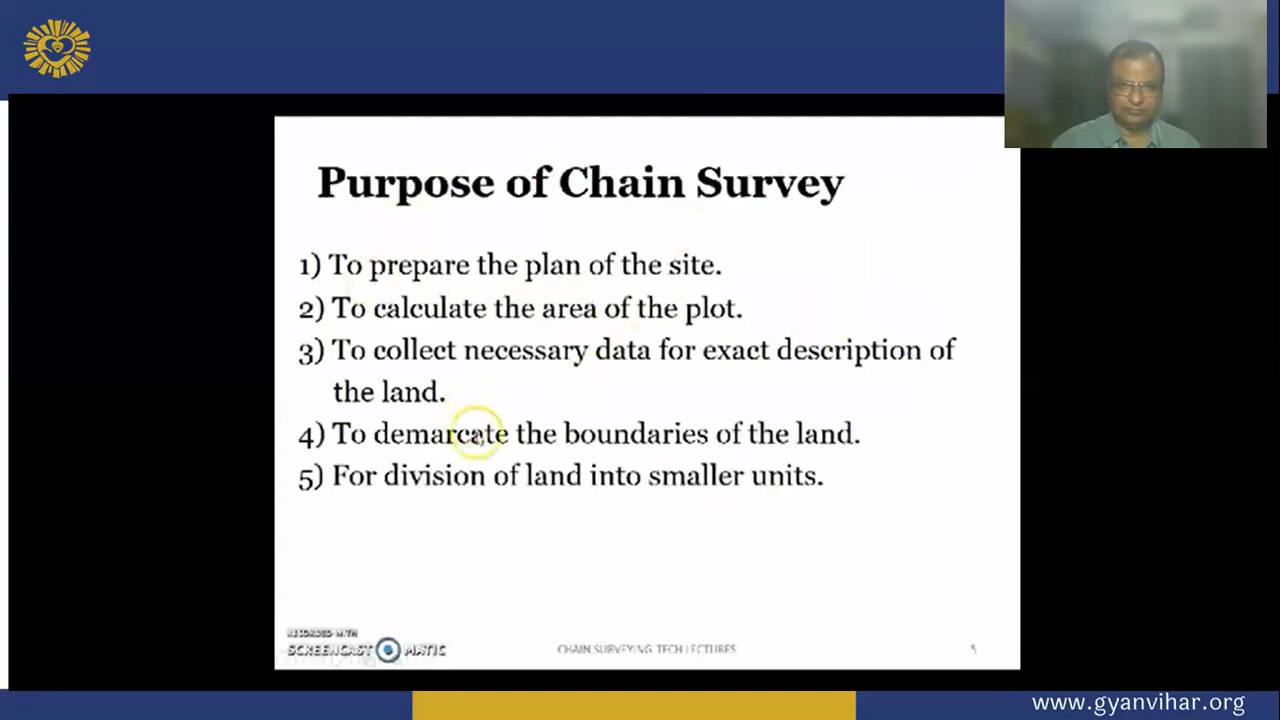 Purpose of Chain Survey
1) To prepare the plan of the site.
2) To calculate the area of the plot.
3) To collect necessary data for exact description of
the land.
4) To demarcate the boundaries of the land.
5) For division of land into smaller units.
RECORDED WITH
SCREENCAST MATIC
CHAIN SURVEYING TECH LECTURES
5
www.gyanvihar.org